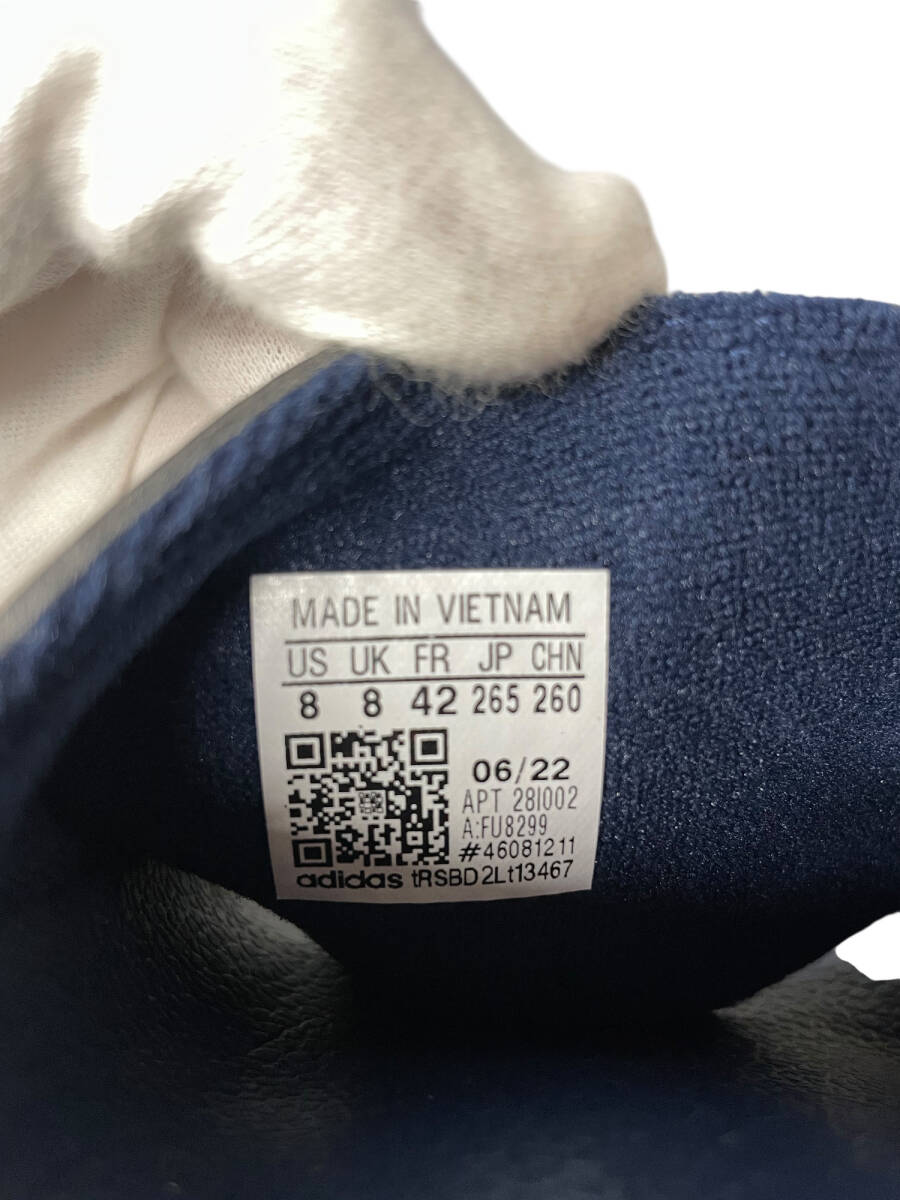 MADE IN VIETNAM
US UK FR JP CHN
8 8 42 265 260
06/22
APT 28I002
A:FU8299
#46081211
adidas tRSBD2Lt13467